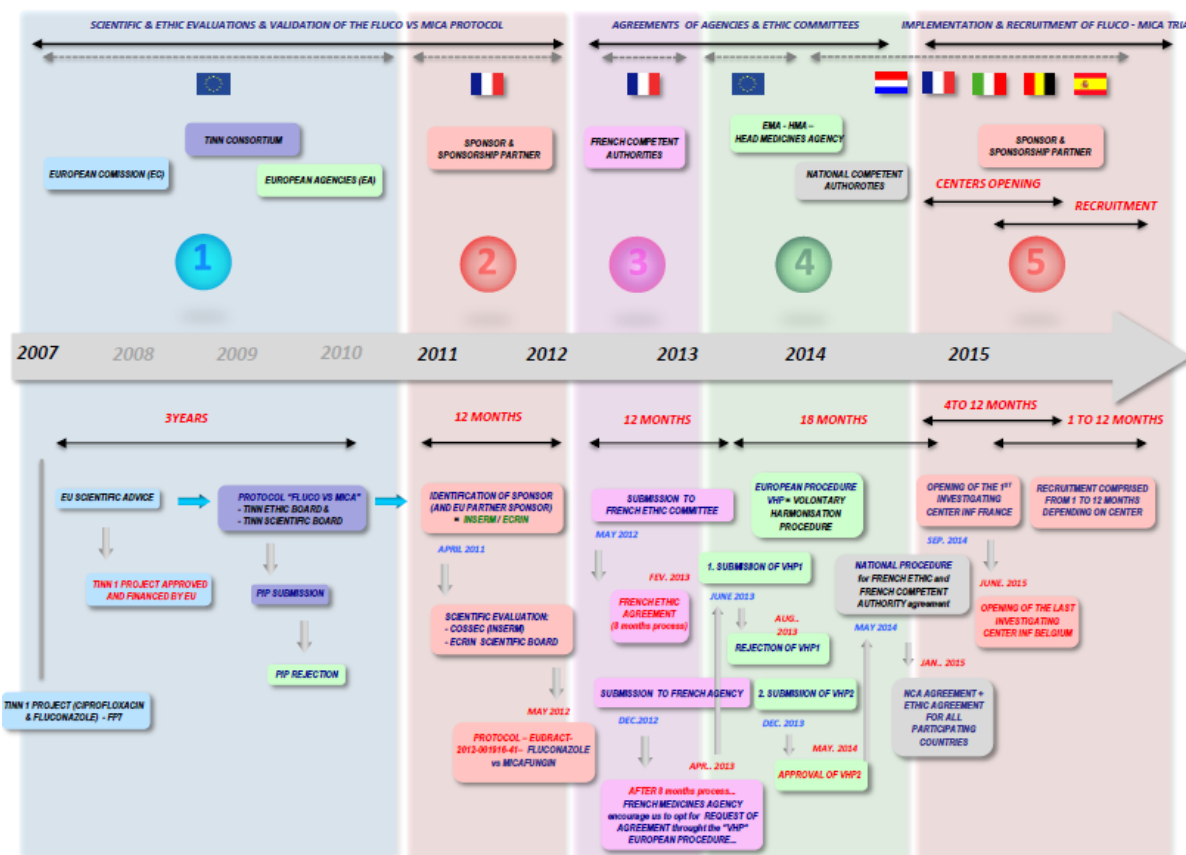 SCIENTIFIC & ETHIC EVALUATIONS & VALIDATION OF THE FLUCO VS MICA PROTOCOL
AGREEMENTS OF AGENCIES & ETHIC COMMITTEES
IMPLEMENTATION & RECRUITMENT OF FLUCO - MICA TRIA
TINN CONSORTIUM
EUROPEAN COMISSION (EC)
EUROPEAN AGENCIES (EA)
SPONSOR &
SPONSORSHIP PARTNER
FRENCH COMPETENT
AUTHORITIES
EMA - HMA –
HEAD MEDICINES AGENCY
NATIONAL COMPETENT
AUTHOROTIES
SPONSOR &
SPONSORSHIP PARTNER
CENTERS OPENING
RECRUITMENT
1
2
3
4
5
2007
2008
2009
2010
2011
2012
2013
2014
2015
3YEARS
12 MONTHS
12 MONTHS
18 MONTHS
4TO 12 MONTHS
1 TO 12 MONTHS
EU SCIENTIFIC ADVICE
TINN 1 PROJECT APPROVED
AND FINANCED BY EU
TINN 1 PROJECT (CIPROFLOXACIN
& FLUCONAZOLE) - FP7
PROTOCOL "FLUCO VS MICA"
- TINN ETHIC BOARD &
- TINN SCIENTIFIC BOARD
PIP SUBMISSION
PIP REJECTION
IDENTIFICATION OF SPONSOR
(AND EU PARTNER SPONSOR)
= INSERM / ECRIN
APRIL 2011
SCIENTIFIC EVALUATION:
- COSSEC (INSERM)
- ECRIN SCIENTIFIC BOARD
MAY 2012
PROTOCOL – EUDRACT-
2012-001916-41– FLUCONAZOLE
vs MICAFUNGIN
SUBMISSION TO
FRENCH ETHIC COMMITTEE
MAY 2012
FEV. 2013
FRENCH ETHIC
AGREEMENT
(8 months process)
SUBMISSION TO FRENCH AGENCY
DEC.2012
APR.. 2013
AFTER 8 months process...
FRENCH MEDICINES AGENCY
encourage us to opt for REQUEST OF
AGREEMENT throught the "VHP"
EUROPEAN PROCEDURE...
EUROPEAN PROCEDURE
VHP = VOLONTARY
HARMONISATION
PROCEDURE
1. SUBMISSION OF VHP1
JUNE 2013
AUG..
2013
REJECTION OF VHP1
2. SUBMISSION OF VHP2
DEC. 2013
MAY. 2014
APPROVAL OF VHP2
NATIONAL PROCEDURE
for FRENCH ETHIC and
FRENCH COMPETENT
AUTHORITY agreement
MAY 2014
JAN.. 2015
NCA AGREEMENT +
ETHIC AGREEMENT
FOR ALL
PARTICIPATING
COUNTRIES
OPENING OF THE 1ST
INVESTIGATING
CENTER INF FRANCE
SEP. 2014
JUNE. 2015
OPENING OF THE LAST
INVESTIGATING
CENTER INF BELGIUM
RECRUITMENT COMPRISED
FROM 1 TO 12 MONTHS
DEPENDING ON CENTER